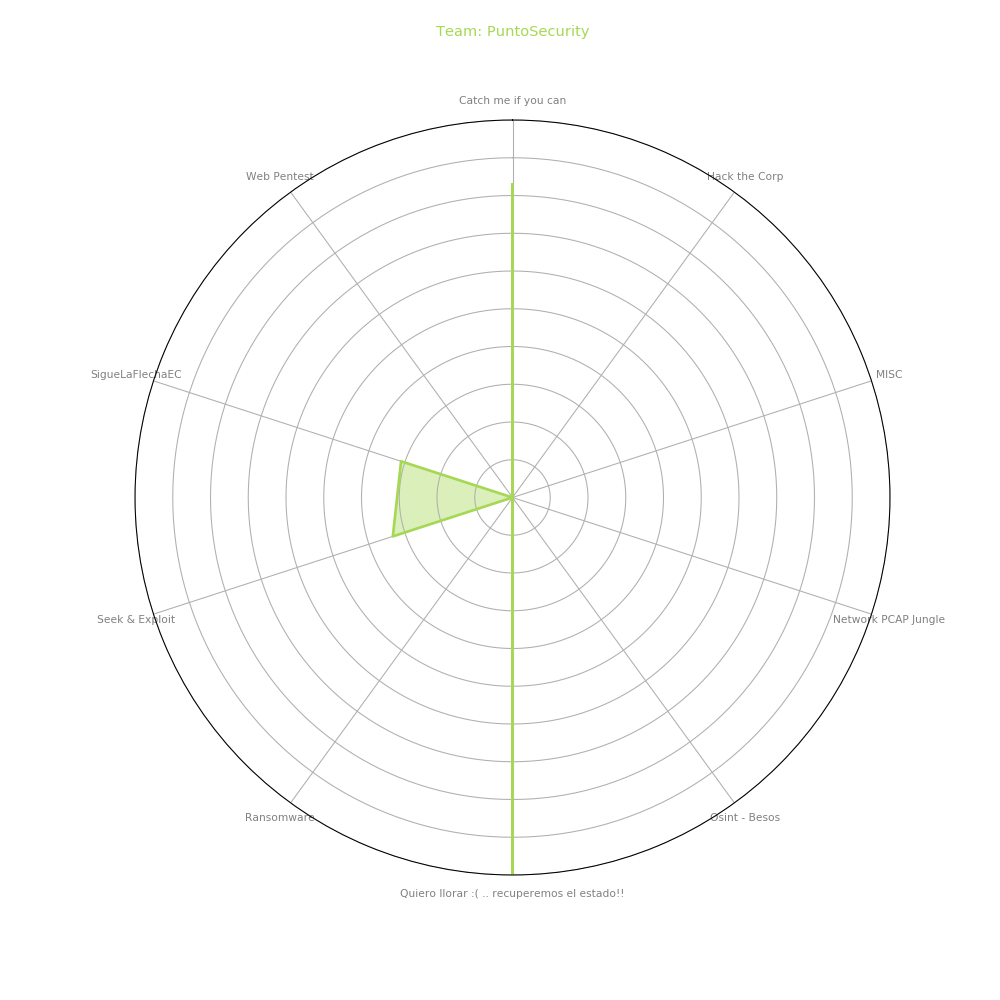 Team: PuntoSecurity
Catch me if you can
Web Pentest
Hack the Corp
SigueLaFlechaEC
MISC
Seek & Exploit
Network PCAP Jungle
Ransomware
Osint - Besos
Quiero llorar :( .. recuperemos el estado!!